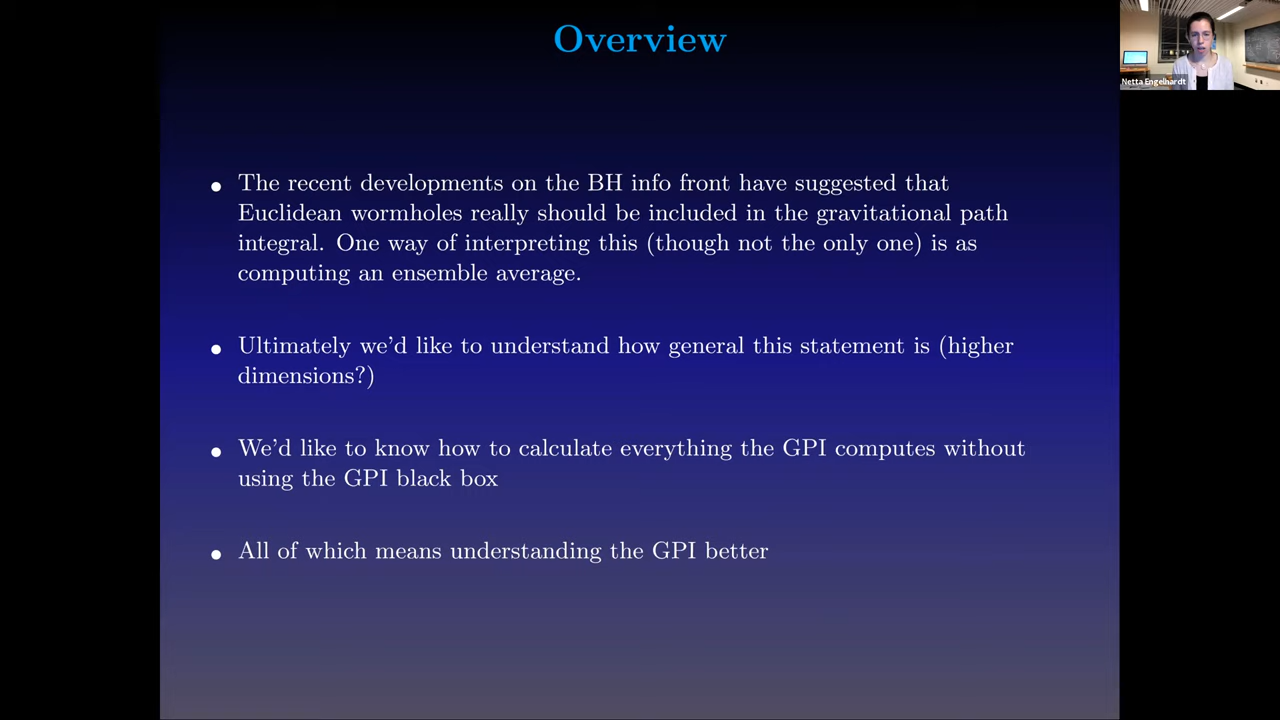 Overview
Netta Engelhardt
• The recent developments on the BH info front have suggested that
Euclidean wormholes really should be included in the gravitational path
integral. One way of interpreting this (though not the only one) is as
computing an ensemble average.
• Ultimately we'd like to understand how general this statement is (higher
dimensions?)
• We'd like to know how to calculate everything the GPI computes without
using the GPI black box
• All of which means understanding the GPI better